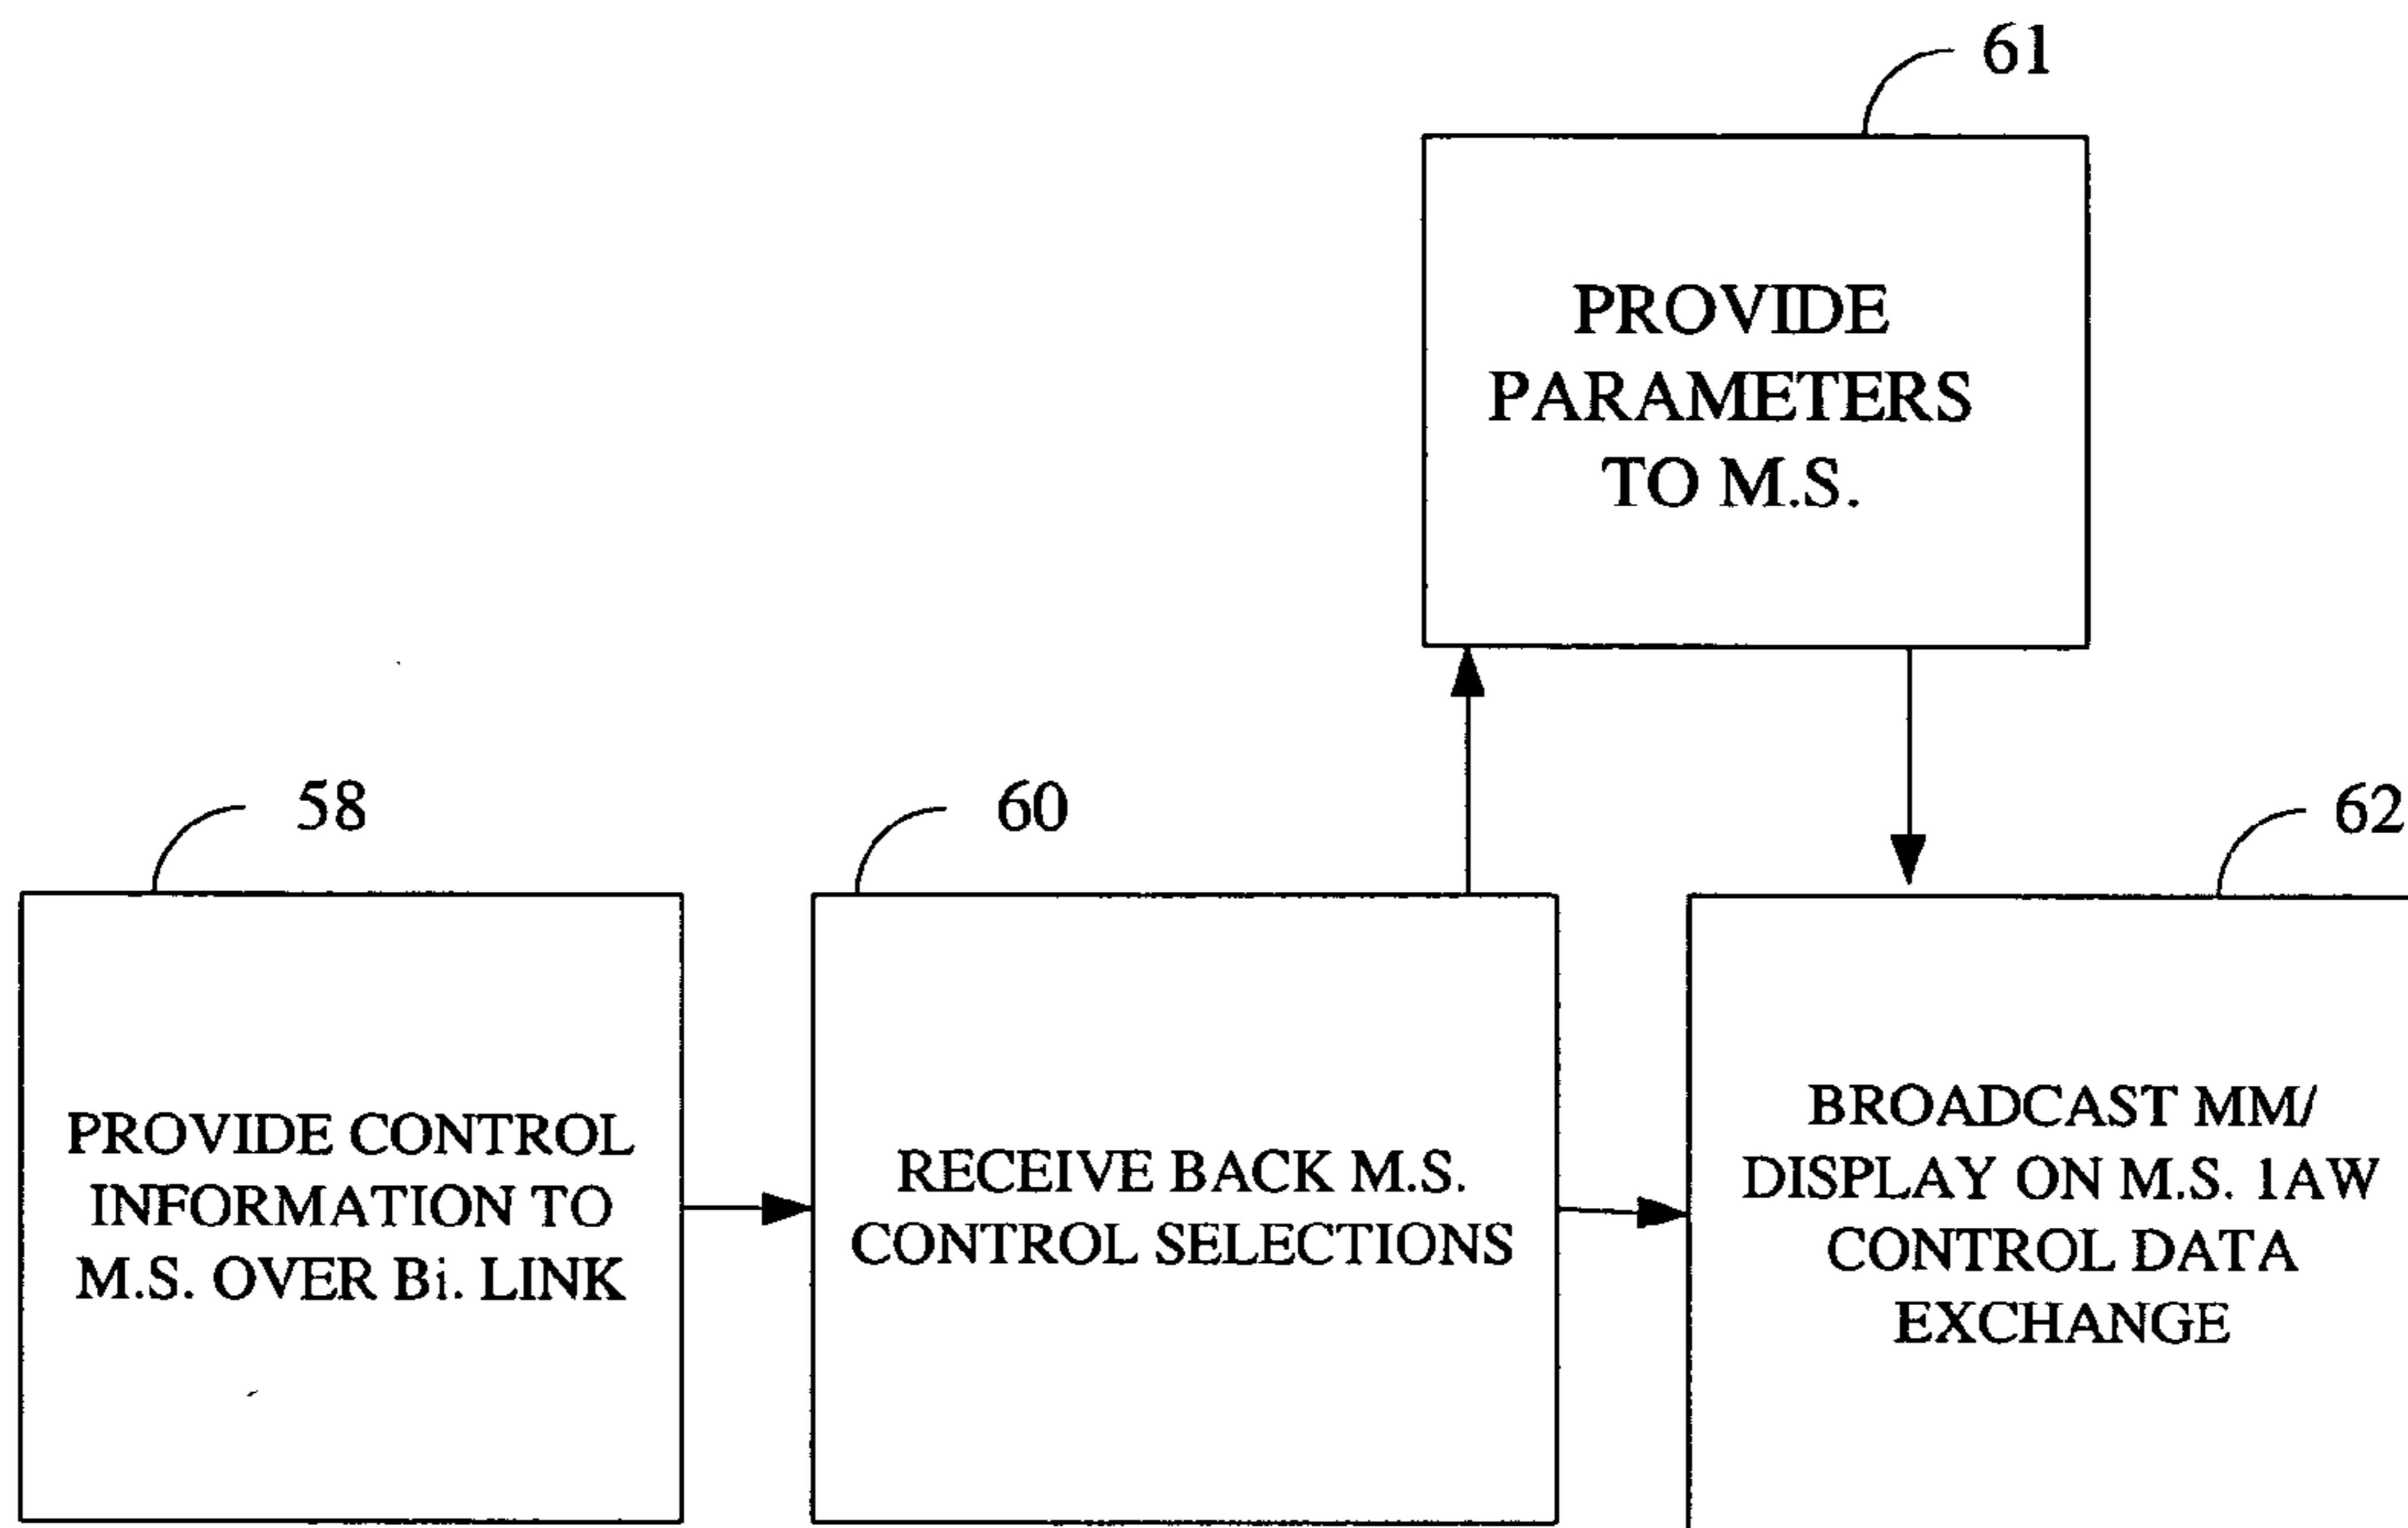 61
PROVIDE
PARAMETERS
TO M.S.
58
60
62
PROVIDE CONTROL
INFORMATION TO
M.S. OVER Bi. LINK
RECEIVE BACK M.S.
CONTROL SELECTIONS
BROADCAST MM/
DISPLAY ON M.S. 1AW
CONTROL DATA
EXCHANGE